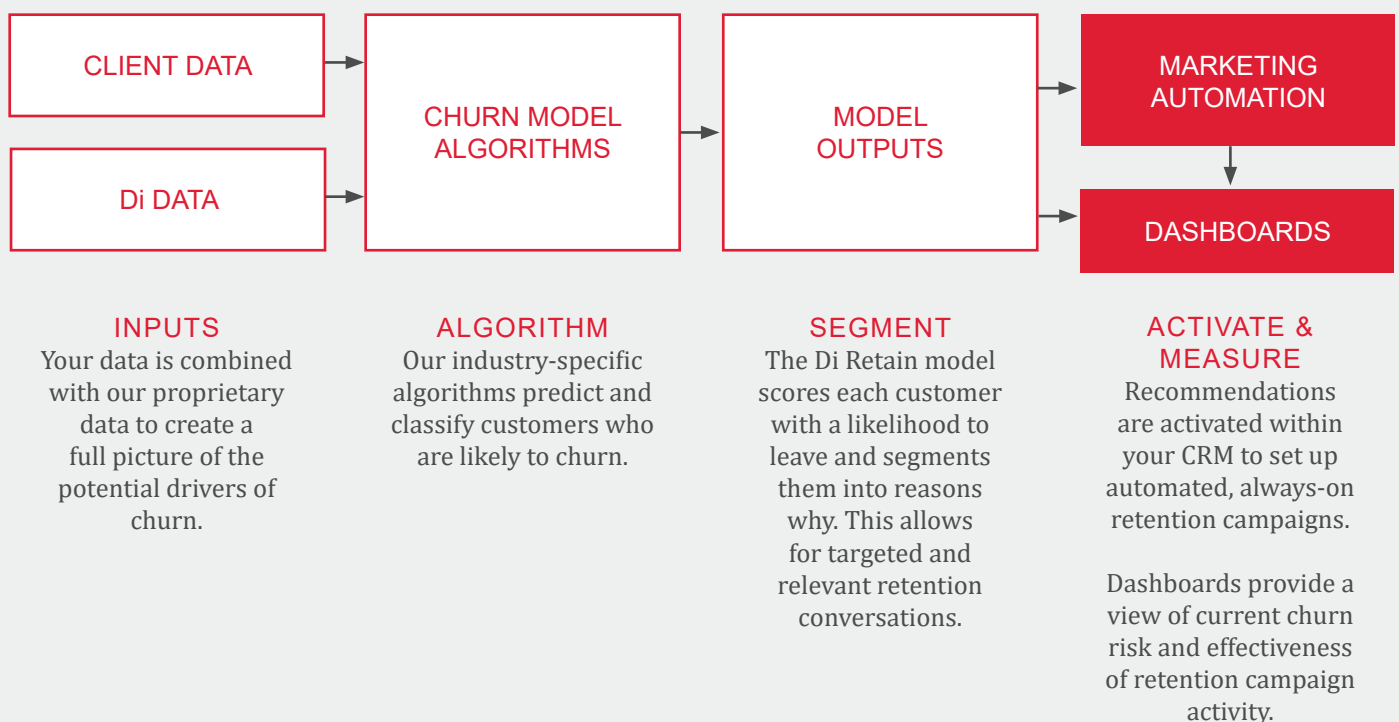 CLIENT DATA
Di DATA
CHURN MODEL
ALGORITHMS
MODEL
OUTPUTS
MARKETING
AUTOMATION
DASHBOARDS
INPUTS
Your data is combined
with our proprietary
data to create a
full picture of the
potential drivers of
churn.
ALGORITHM
Our industry-specific
algorithms predict and
classify customers who
are likely to churn.
SEGMENT
The Di Retain model
scores each customer
with a likelihood to
leave and segments
them into reasons
why. This allows
for targeted and
relevant retention
conversations.
ACTIVATE &
MEASURE
Recommendations
are activated within
your CRM to set up
automated, always-on
retention campaigns.
Dashboards provide a
view of current churn
risk and effectiveness
of retention campaign
activity.